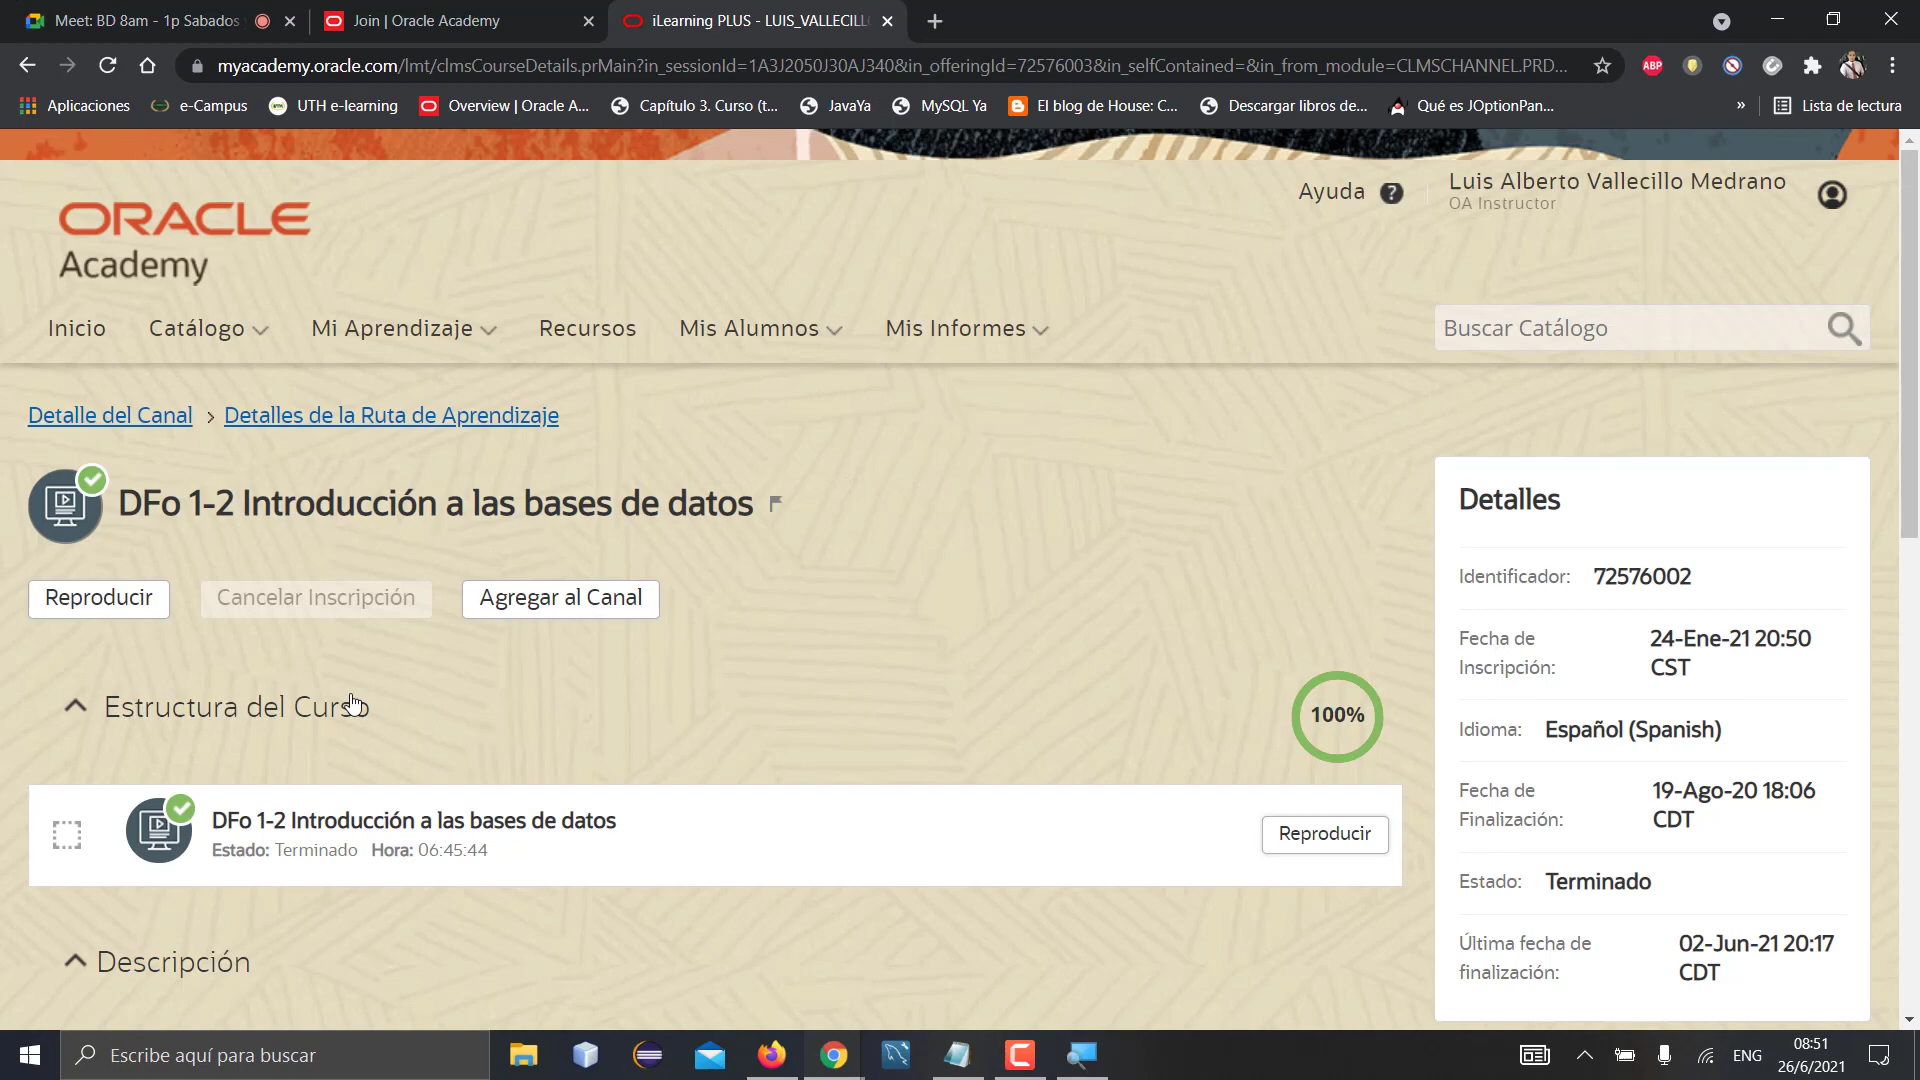 Meet: BD 8am - 1p Sabados
Join | Oracle Academy
iLearning PLUS - LUIS_VALLECILL
myacademy.oracle.com/lmt/clmsCourseDetails.prMain?in_sessionId=1A3J2050J30AJ340&in_offeringId=72576003&in_selfContained=&in_from_module=CLMSCHANNEL.PRD...
ABP
Aplicaciones
e-Campus
UTH e-learning
Overview | Oracle A...
Capítulo 3. Curso (t...
JavaYa
MySQL Ya
El blog de House: C...
Descargar libros de...
Qué es JOptionPan...
»
Lista de lectura
Ayuda ?
Luis Alberto Vallecillo Medrano
OA Instructor
ORACLE
Academy
Inicio
Catálogo
Mi Aprendizaje
Recursos
Mis Alumnos
Mis Informes
Buscar Catálogo
Detalle del Canal > Detalles de la Ruta de Aprendizaje
DFo 1-2 Introducción a las bases de datos
Reproducir
Cancelar Inscripción
Agregar al Canal
Estructura del Curso
100%
DFo 1-2 Introducción a las bases de datos
Estado: Terminado Hora: 06:45:44
Reproducir
Descripción
Detalles
Identificador: 72576002
Fecha de Inscripción: 24-Ene-21 20:50 CST
Idioma: Español (Spanish)
Fecha de Finalización: 19-Ago-20 18:06 CDT
Estado: Terminado
Última fecha de finalización: 02-Jun-21 20:17 CDT
Escribe aquí para buscar
ENG
08:51
26/6/2021